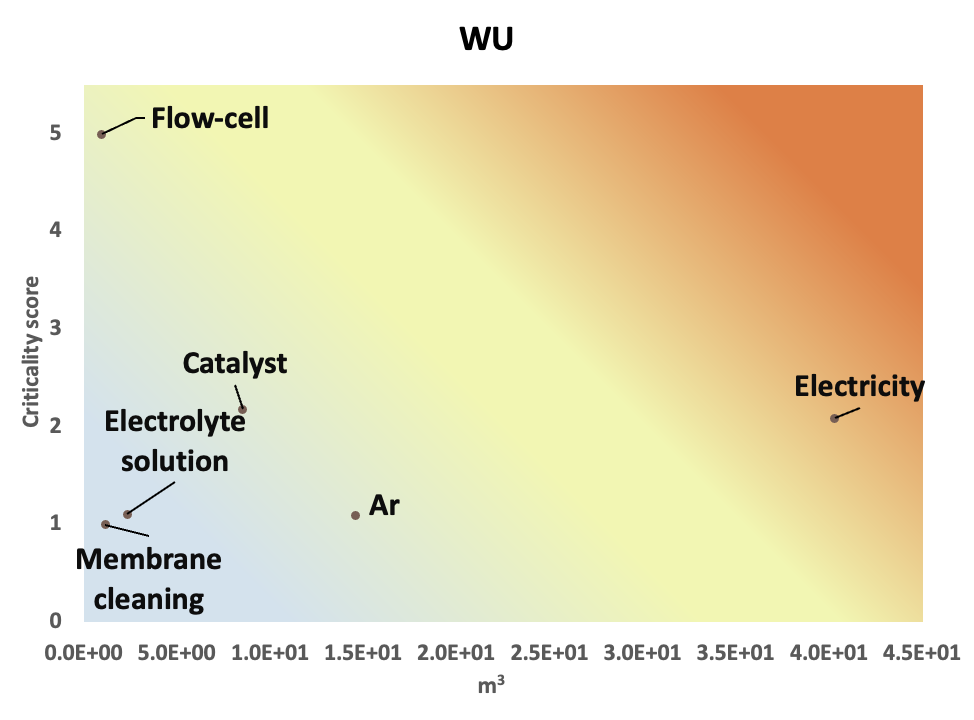 WU
Flow-cell
5
4
Criticality score
3
Catalyst
Electricity
2
Electrolyte
solution
Ar
1
Membrane
cleaning
0
0.0E+00 5.0E+00 1.0E+01 1.5E+01 2.0E+01 2.5E+01 3.0E+01 3.5E+01 4.0E+01 4.5E+01
m³